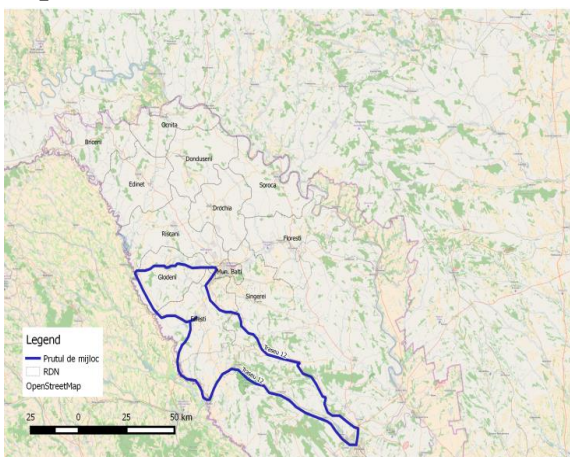 Ocnita
Briceni
Donduseni
Edinet
Soroca
Drochia
Riscani
Floresti
Mun. Balti
Glodeni
Singerei
Falesti
Traseu 12
Traseu 12
Legend
Prutul de mijloc
RDN
OpenStreetMap
25 0 25 50 km